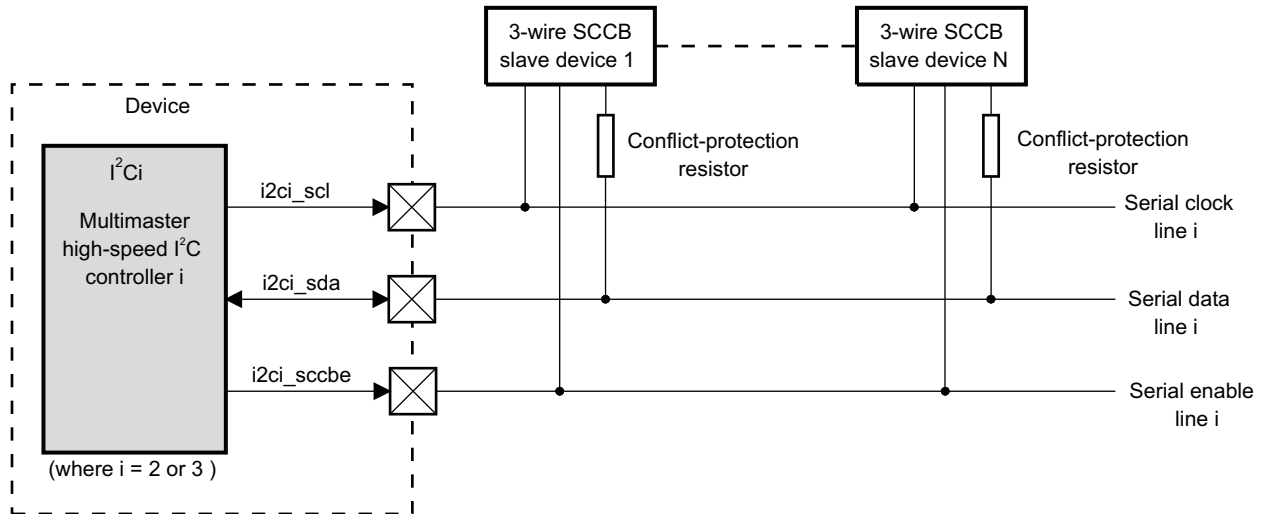 3-wire SCCB
slave device 1
3-wire SCCB
slave device N
Device
I²Ci
Multimaster
high-speed I²C
controller i
(where i = 2 or 3 )
i2ci_scl
i2ci_sda
i2ci_sccbe
Conflict-protection
resistor
Conflict-protection
resistor
Serial clock
line i
Serial data
line i
Serial enable
line i